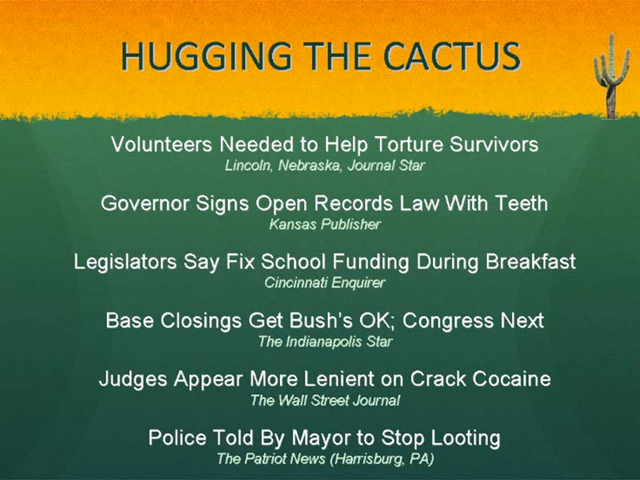 HUGGING THE CACTUS
Volunteers Needed to Help Torture Survivors
Lincoln, Nebraska, Journal Star
Governor Signs Open Records Law With Teeth
Kansas Publisher
Legislators Say Fix School Funding During Breakfast
Cincinnati Enquirer
Base Closings Get Bush's OK; Congress Next
The Indianapolis Star
Judges Appear More Lenient on Crack Cocaine
The Wall Street Journal
Police Told By Mayor to Stop Looting
The Patriot News (Harrisburg, PA)